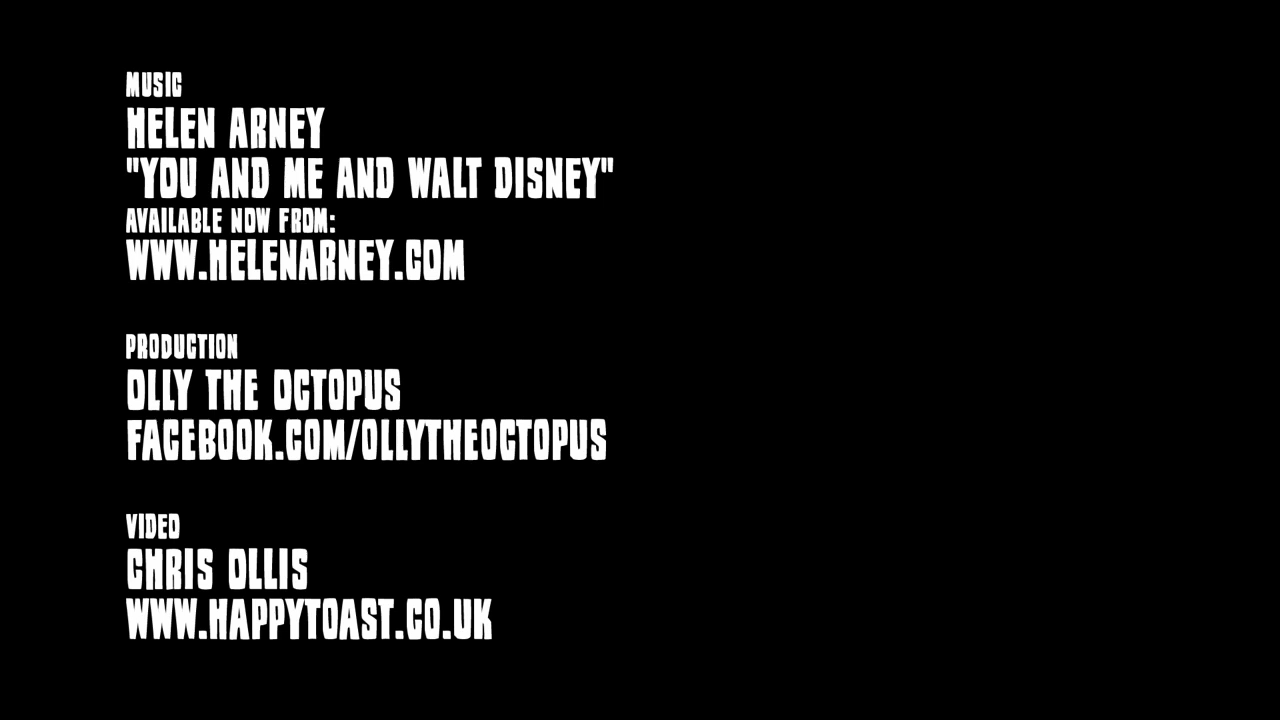 MUSIC
HELEN ARNEY
"YOU AND ME AND WALT DISNEY"
AVAILABLE NOW FROM:
WWW.HELENARNEY.COM
PRODUCTION
OLLY THE OCTOPUS
FACEBOOK.COM/OLLYTHEOCTOPUS
VIDEO
CHRIS OLLIS
WWW.HAPPYTOAST.CO.UK